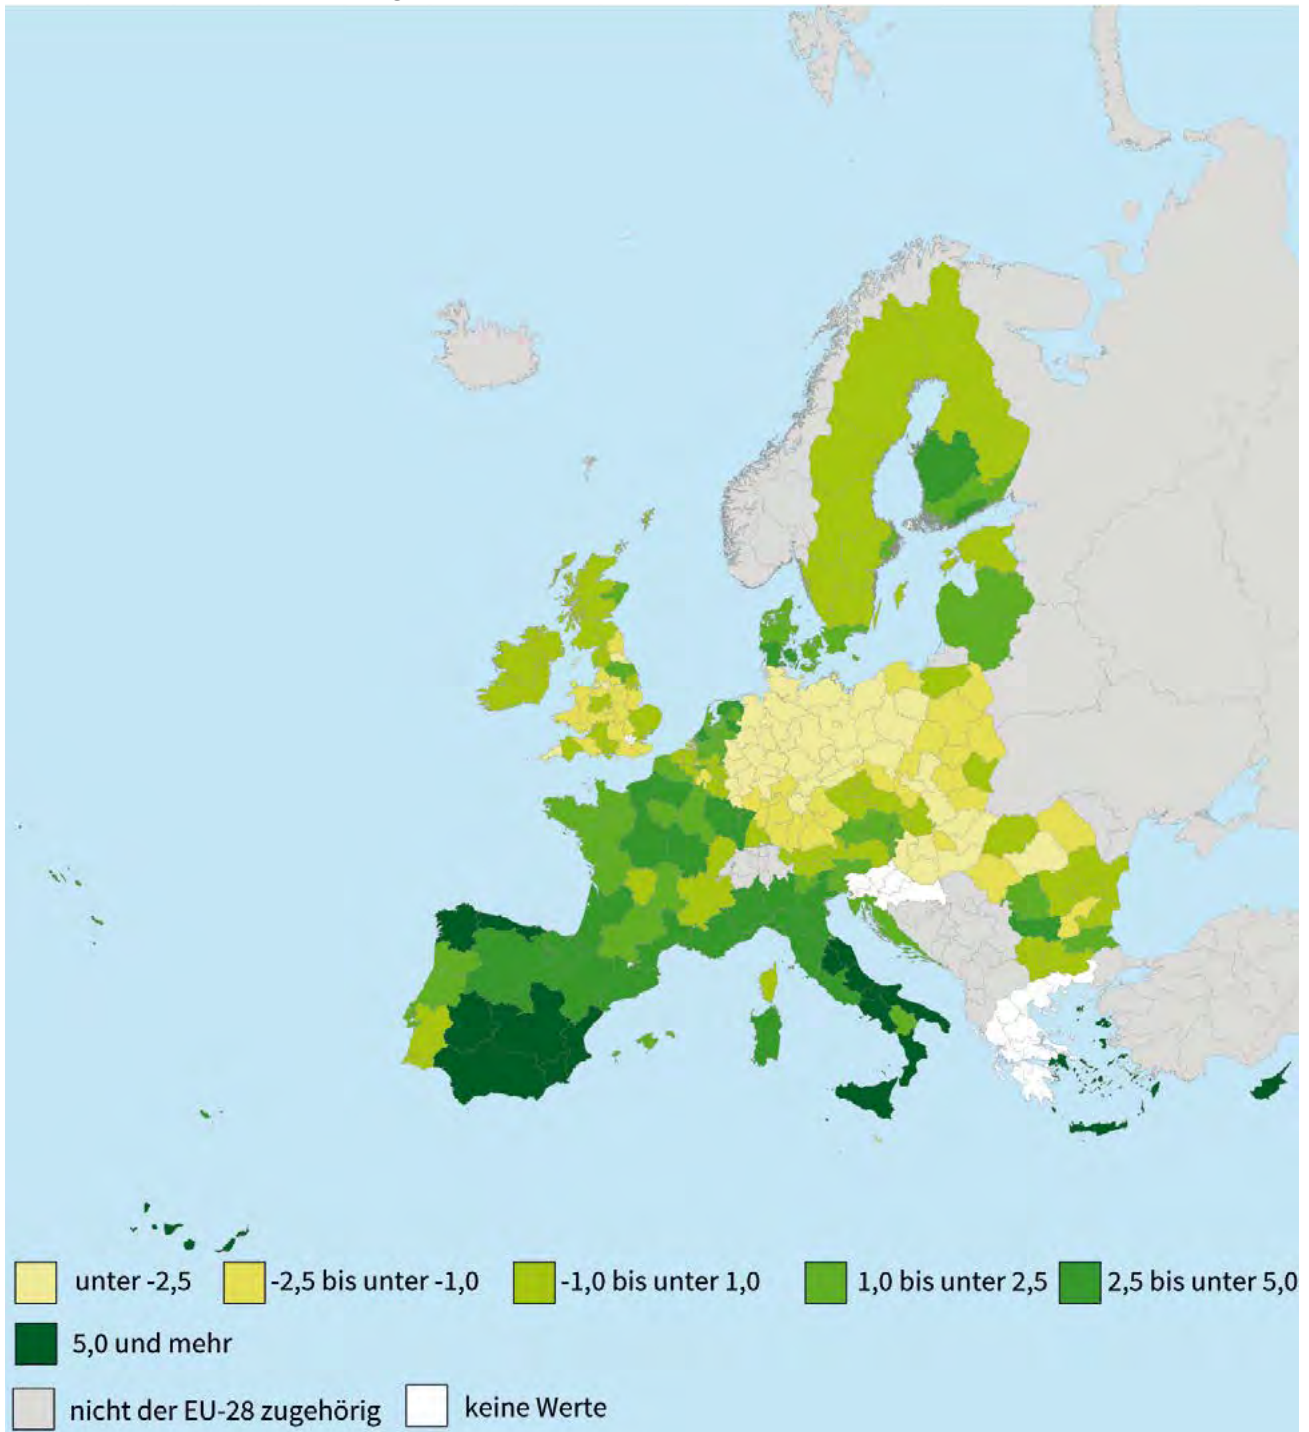 unter -2,5 -2,5 bis unter -1,0 -1,0 bis unter 1,0 1,0 bis unter 2,5 2,5 bis unter 5,0
5,0 und mehr
nicht der EU-28 zugehörig keine Werte